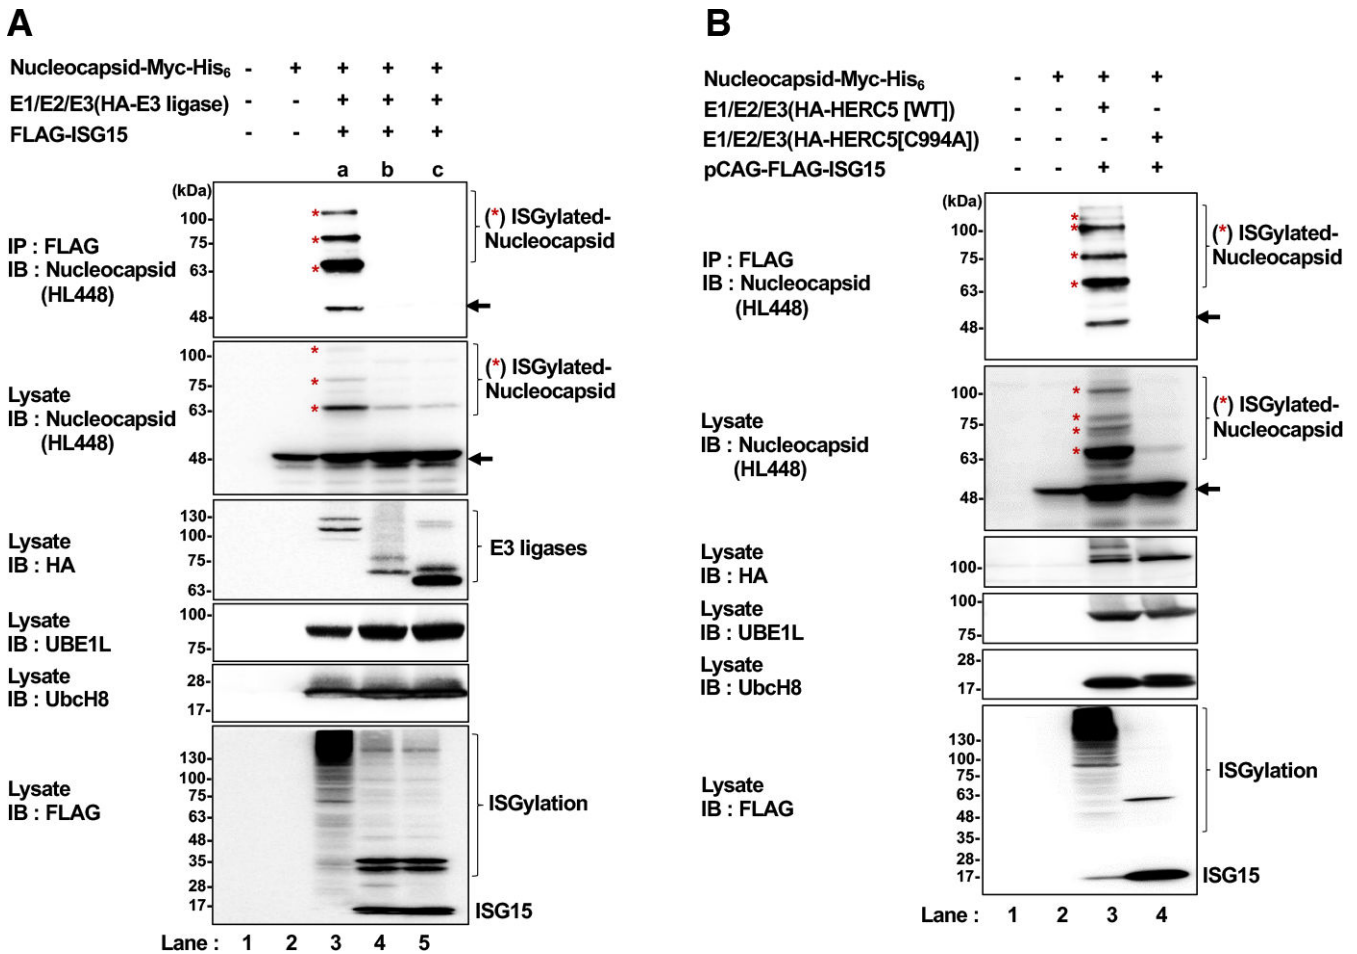 A
Nucleocapsid-Myc-His6 - + + + +
E1/E2/E3(HA-E3 ligase) - - + + +
FLAG-ISG15 - - + + +
a b c
(kDa)
100-
75-
63-
48-
IP : FLAG
IB : Nucleocapsid
(HL448)
* * *
(*) ISGylated-
Nucleocapsid
100-
75-
63-
48-
Lysate
IB : Nucleocapsid
(HL448)
* * *
(*) ISGylated-
Nucleocapsid
130-
100-
75-
63-
Lysate
IB : HA
E3 ligases
100-
75-
Lysate
IB : UBE1L
28-
17-
Lysate
IB : UbcH8
130-
100-
75-
63-
48-
35-
28-
17-
Lysate
IB : FLAG
ISGylation
ISG15
Lane : 1 2 3 4 5
B
Nucleocapsid-Myc-His6 - + + +
E1/E2/E3(HA-HERC5 [WT]) - - + -
E1/E2/E3(HA-HERC5[C994A]) - - - +
pCAG-FLAG-ISG15 - - + +
(kDa)
100-
75-
63-
48-
IP : FLAG
IB : Nucleocapsid
(HL448)
* * * *
(*) ISGylated-
Nucleocapsid
100-
75-
63-
48-
Lysate
IB : Nucleocapsid
(HL448)
* * * *
(*) ISGylated-
Nucleocapsid
100-
Lysate
IB : HA
100-
75-
Lysate
IB : UBE1L
28-
17-
Lysate
IB : UbcH8
130-
100-
75-
63-
48-
35-
28-
17-
Lysate
IB : FLAG
ISGylation
ISG15
Lane : 1 2 3 4